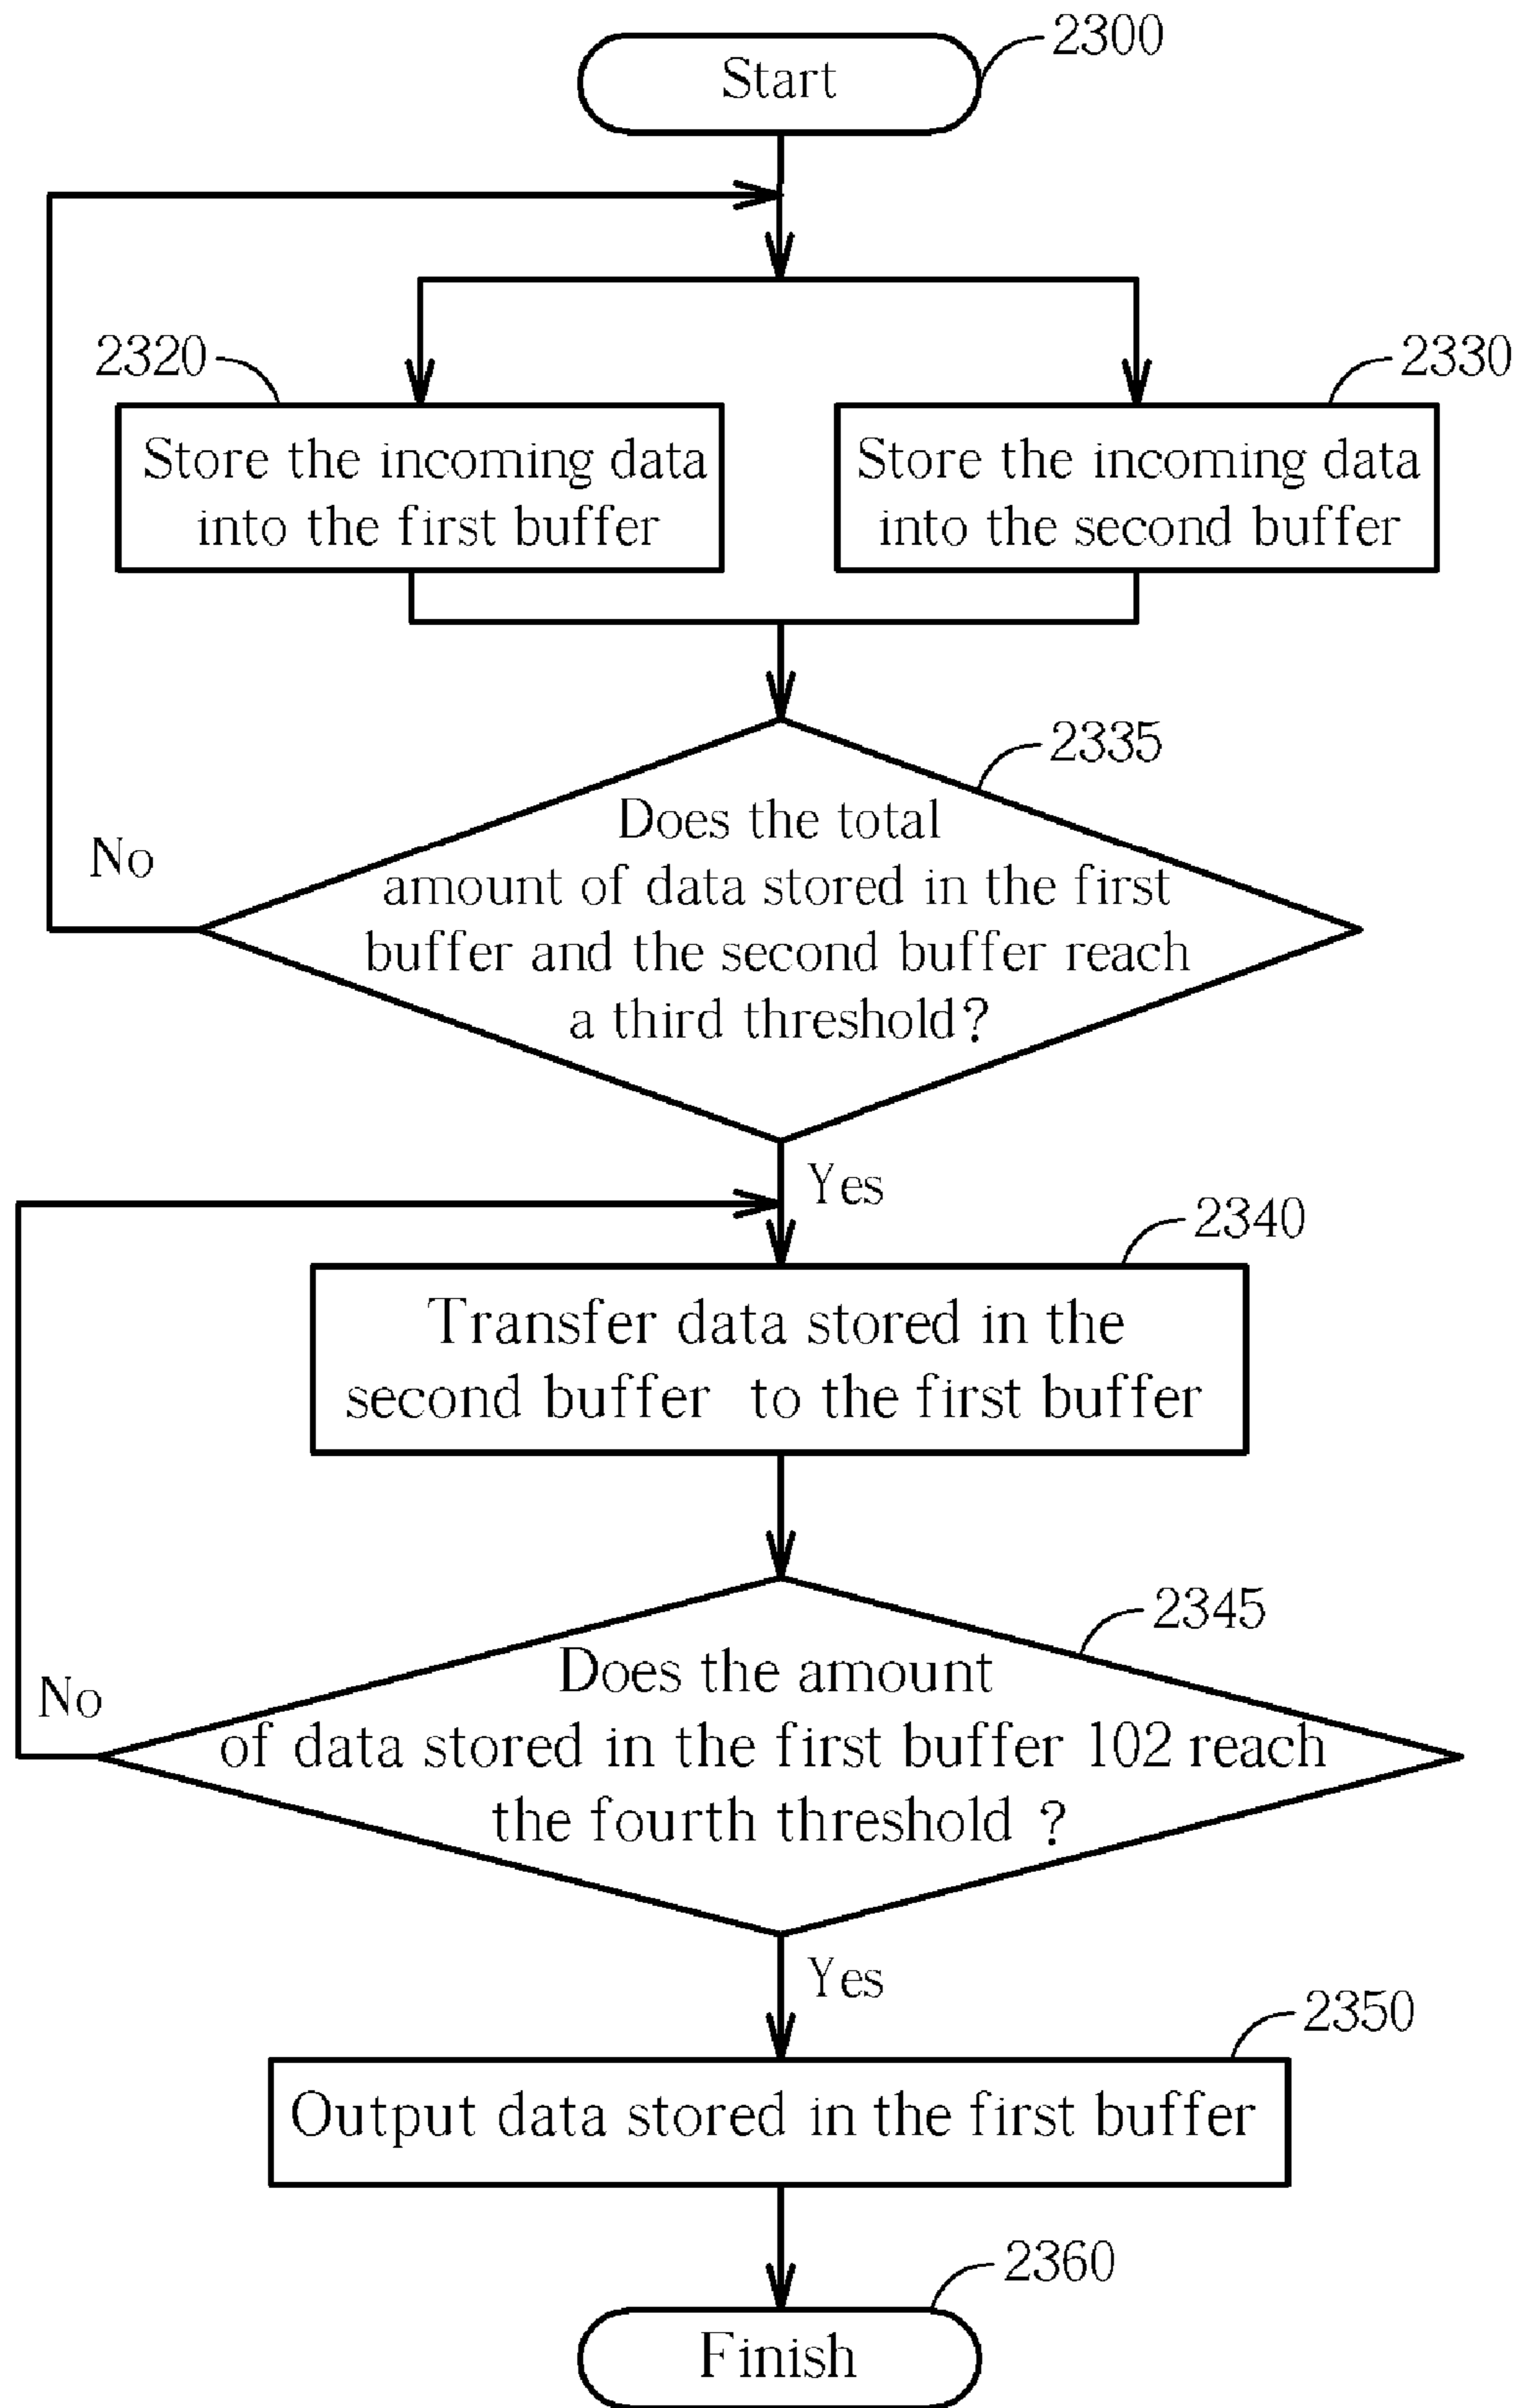 Start
2300
2320
2330
Store the incoming data
into the first buffer
Store the incoming data
into the second buffer
2335
Does the total
amount of data stored in the first
buffer and the second buffer reach
a third threshold?
No
Yes
2340
Transfer data stored in the
second buffer to the first buffer
2345
Does the amount
of data stored in the first buffer 102 reach
the fourth threshold ?
No
Yes
2350
Output data stored in the first buffer
2360
Finish